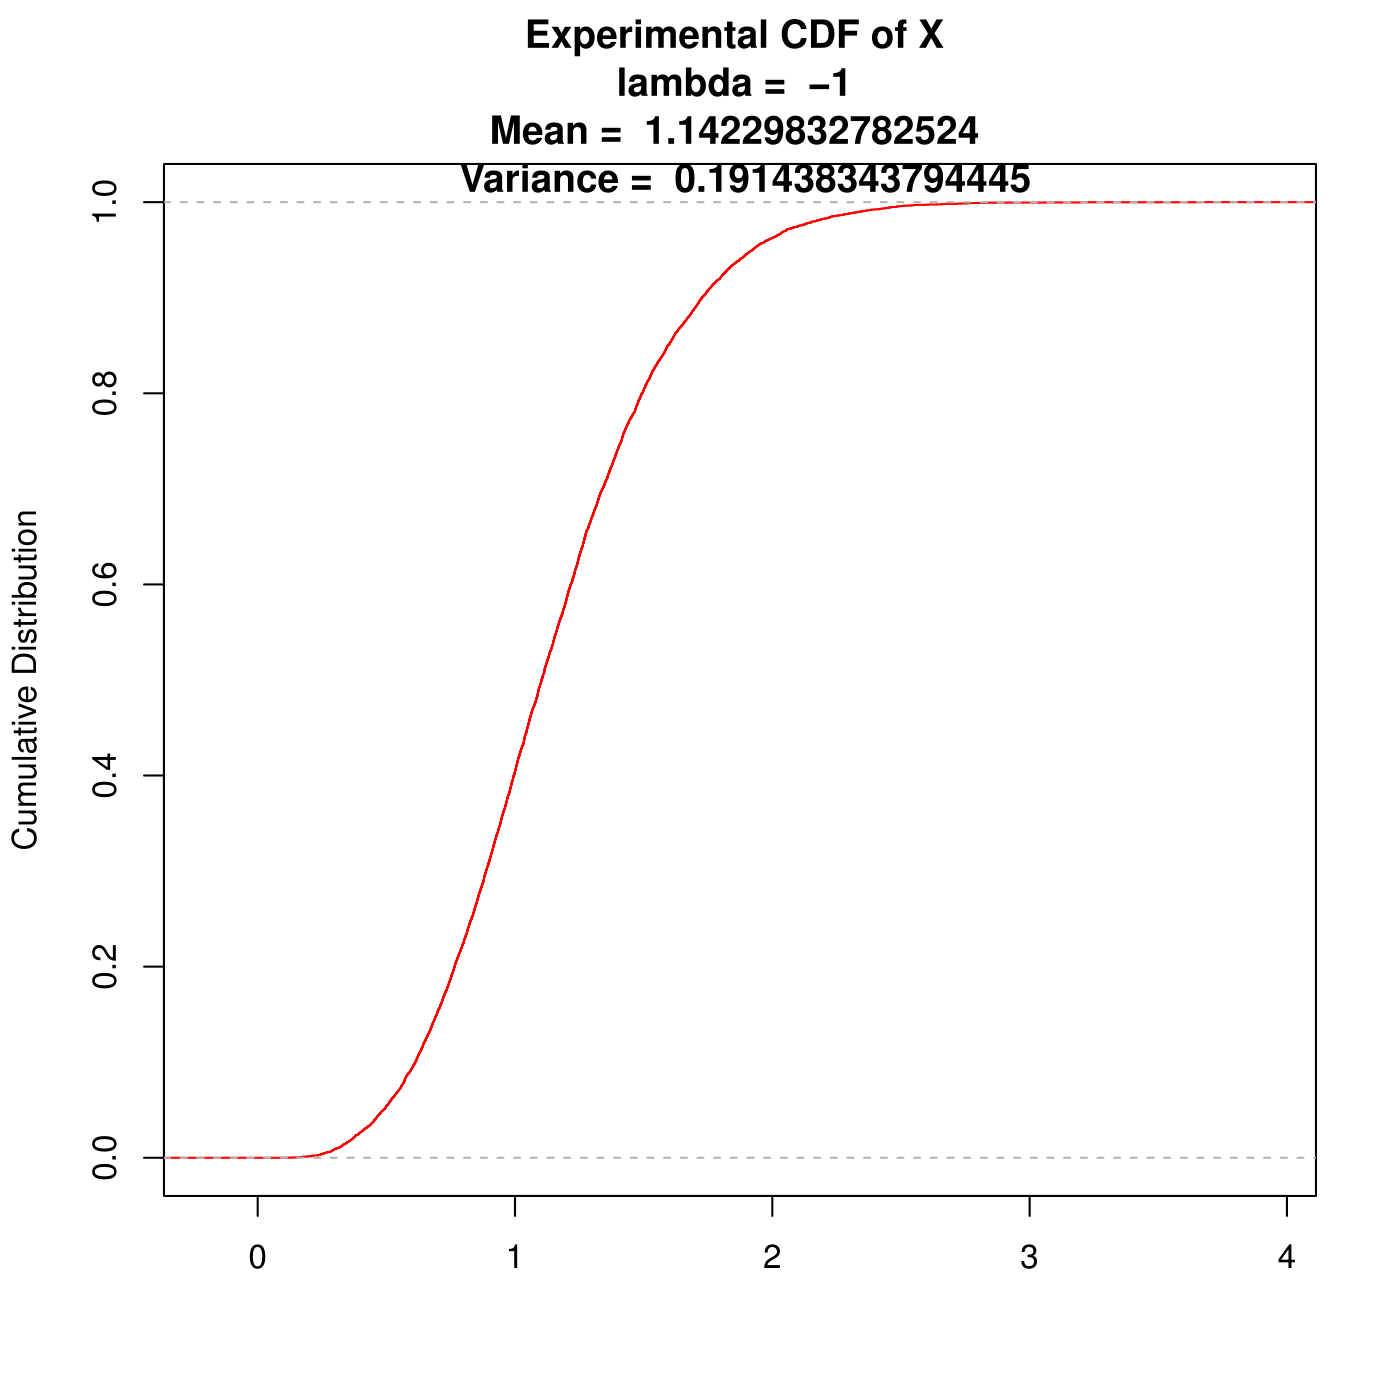 Experimental CDF of X
lambda =  −1
Mean =  1.14229832782524
Variance =  0.191438343794445
Cumulative Distribution
1.0
0.8
0.6
0.4
0.2
0.0
0 1 2 3 4